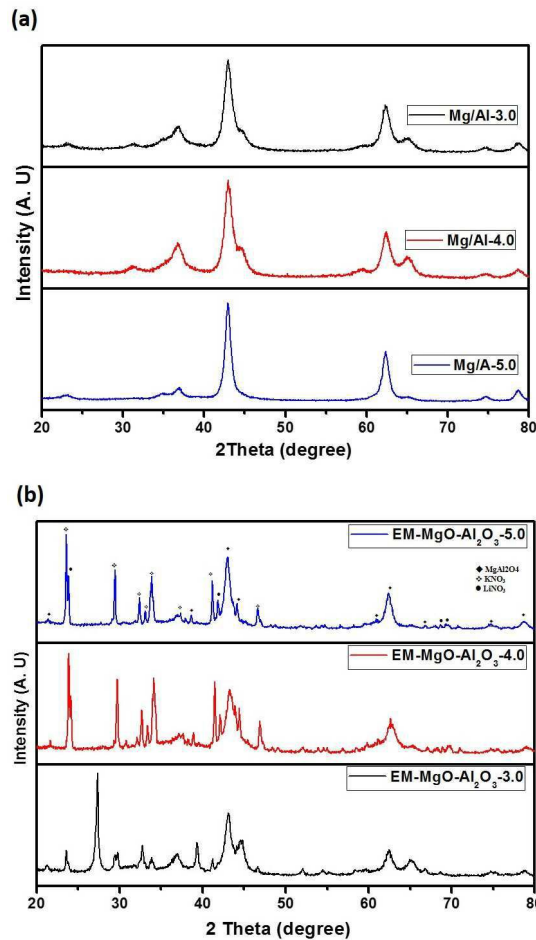 (a)
Intensity (A. U)
Mg/Al-3.0
Mg/Al-4.0
Mg/A-5.0
20 30 40 50 60 70 80
2Theta (degree)
(b)
Intensity (A. U)
EM-MgO-Al₂O₃-5.0
MgAl2O4
KNO₃
LiNO₃
EM-MgO-Al₂O₃-4.0
EM-MgO-Al₂O₃-3.0
20 30 40 50 60 70 80
2 Theta (degree)